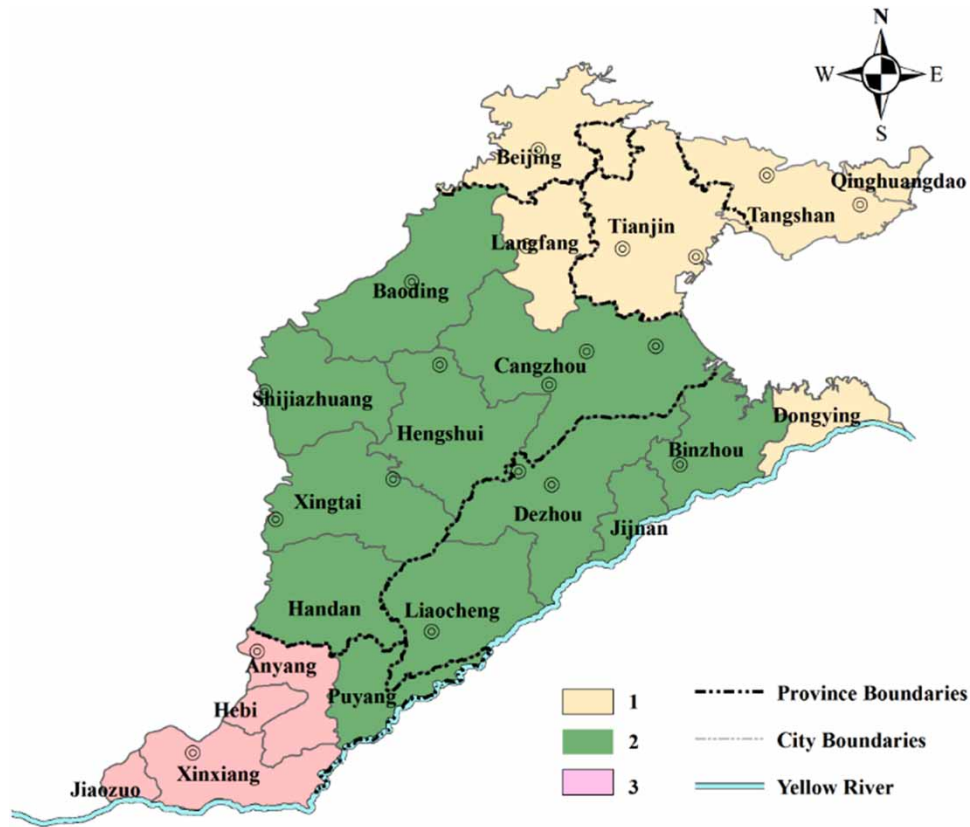 N
W E
S
Beijing
Qinghuangdao
Tangshan
Tianjin
Langfang
Baoding
Cangzhou
Shijiazhuang
Dongying
Hengshui
Binzhou
Xingtai
Dezhou
Jijnan
Handan
Liaocheng
Anyang
Puyang
Hebi
Xinxiang
Jiaozuo
1 Province Boundaries
2 City Boundaries
3 Yellow River